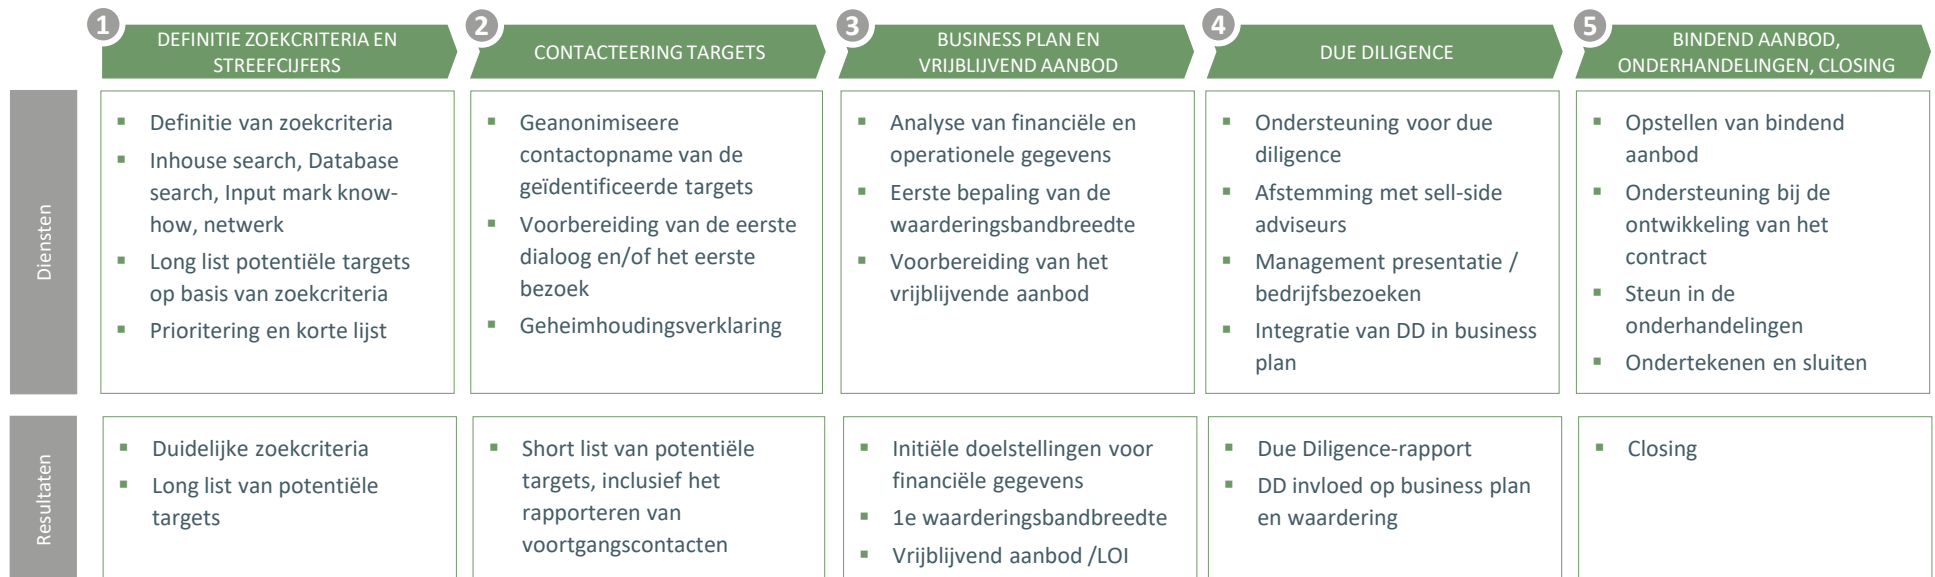 1
DEFINITIE ZOEKCRITERIA EN
STREEFCIJFERS
2
CONTACTEERING TARGETS
3
BUSINESS PLAN EN
VRIJBLIJVEND AANBOD
4
DUE DILIGENCE
5
BINDEND AANBOD,
ONDERHANDELINGEN, CLOSING
Diensten
▪ Definitie van zoekcriteria
▪ Inhouse search, Database
search, Input mark know-
how, netwerk
▪ Long list potentiële targets
op basis van zoekcriteria
▪ Prioritering en korte lijst
▪ Geanonimiseere
contactopname van de
geïdentificeerde targets
▪ Voorbereiding van de eerste
dialoog en/of het eerste
bezoek
▪ Geheimhoudingsverklaring
▪ Analyse van financiële en
operationele gegevens
▪ Eerste bepaling van de
waarderingsbandbreedte
▪ Voorbereiding van het
vrijblijvende aanbod
▪ Ondersteuning voor due
diligence
▪ Afstemming met sell-side
adviseurs
▪ Management presentatie /
bedrijfsbezoeken
▪ Integratie van DD in business
plan
▪ Opstellen van bindend
aanbod
▪ Ondersteuning bij de
ontwikkeling van het
contract
▪ Steun in de
onderhandelingen
▪ Ondertekenen en sluiten
Resultaten
▪ Duidelijke zoekcriteria
▪ Long list van potentiële
targets
▪ Short list van potentiële
targets, inclusief het
rapporteren van
voortgangscontacten
▪ Initiële doelstellingen voor
financiële gegevens
▪ 1e waarderingsbandbreedte
▪ Vrijblijvend aanbod /LOI
▪ Due Diligence-rapport
▪ DD invloed op business plan
en waardering
▪ Closing